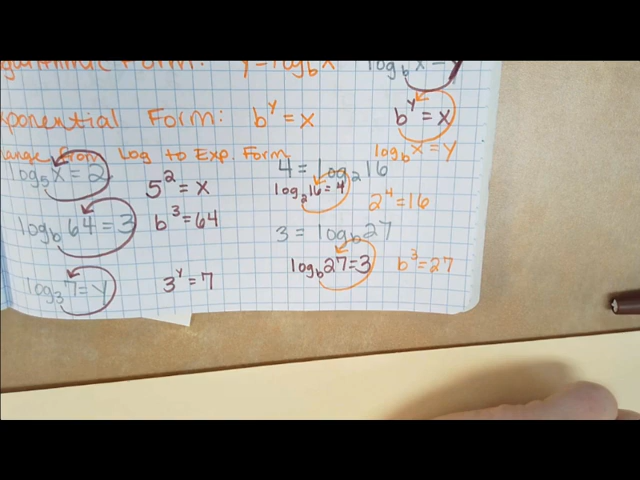 Form: y = log_b x log_b x = y
Exponential Form: b^y = x b^y = x
log_b x = y
Change from Log to Exp. Form
log_5 x = 2 5^2 = x 4 = log_2 16
log_2 16 = 4 2^4 = 16
log_b 64 = 3 b^3 = 64 3 = log_b 27
log_3 7 = y 3^y = 7 log_b 27 = 3 b^3 = 27